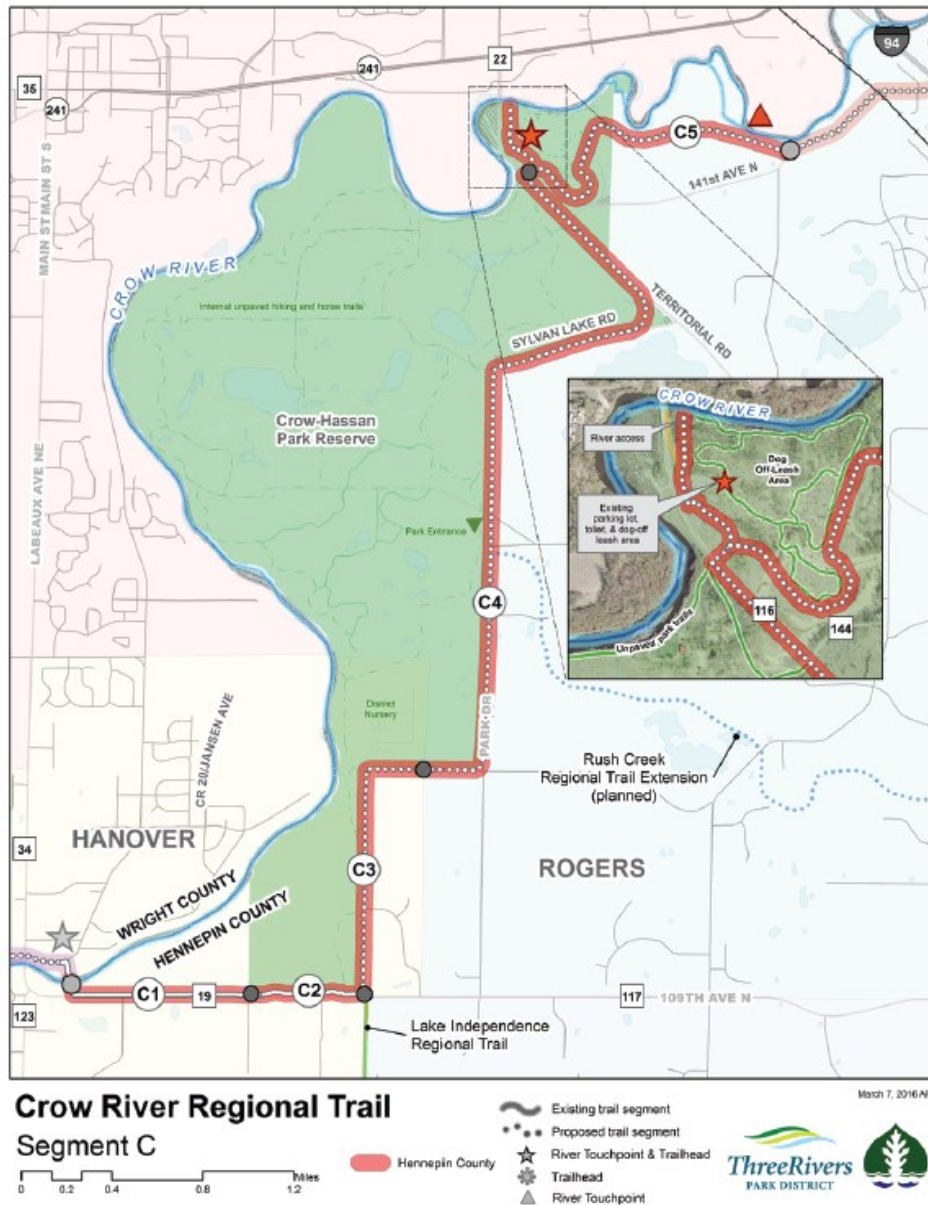 94
241
22
35
241
C5
141st AVE N
MAIN ST
MAIN ST S
CROW RIVER
Internal unpaved hiking and horse trails
SYLVAN LAKE RD
TERRITORIAL RD
CROW RIVER
River access
Dog
Off-Leash
Area
Existing
parking lot,
toilet, & dog-off
leash area
116
144
Unpaved park trails
Crow-Hassan
Park Reserve
LABEAUX AVE NE
Park Entrance
C4
District
Nursery
PARK DR
CR 20/JANSEN AVE
Rush Creek
Regional Trail Extension
(planned)
HANOVER
34
C3
ROGERS
WRIGHT COUNTY
HENNEPIN COUNTY
C1
19
C2
117
109TH AVE N
123
Lake Independence
Regional Trail
Crow River Regional Trail
Segment C
0 0.2 0.4 0.8 1.2
Miles
Hennepin County
Existing trail segment
Proposed trail segment
River Touchpoint & Trailhead
Trailhead
River Touchpoint
March 7, 2016
ThreeRivers
PARK DISTRICT